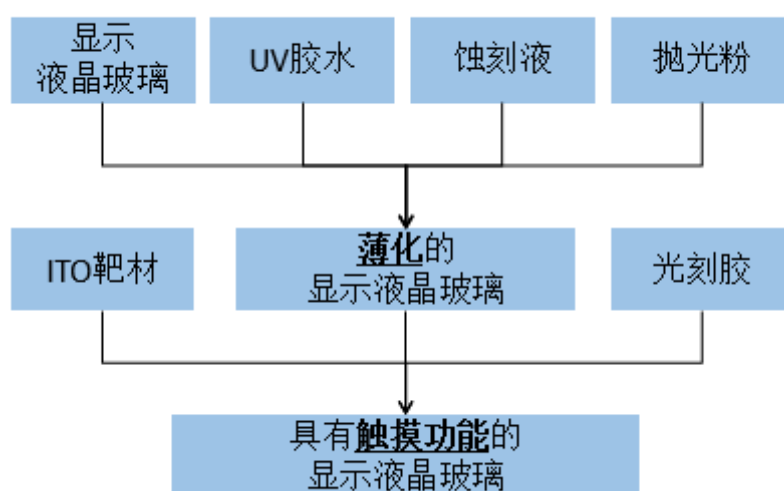 显示
液晶玻璃
UV胶水
蚀刻液
抛光粉
ITO靶材
薄化的
显示液晶玻璃
光刻胶
具有触摸功能的
显示液晶玻璃